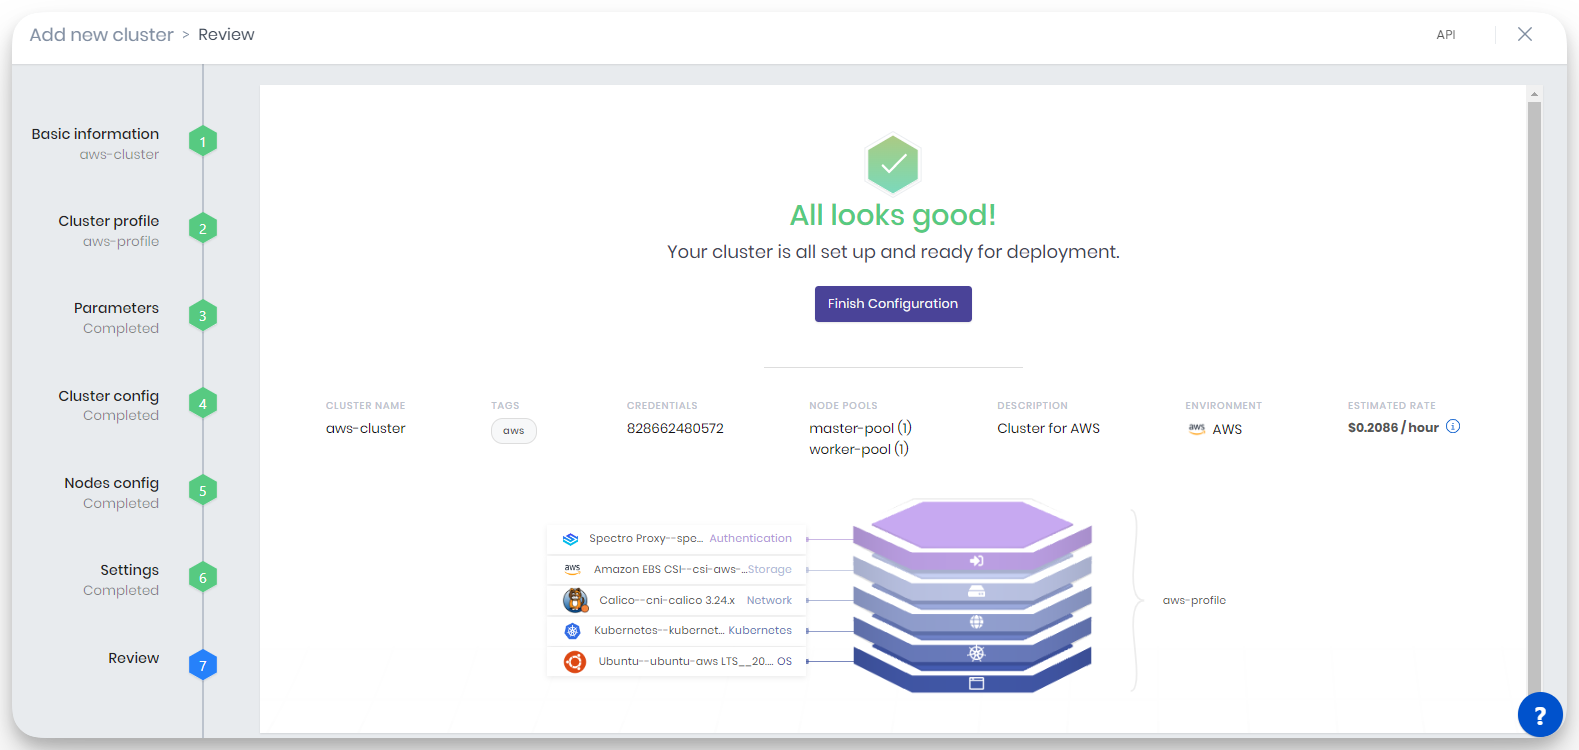 Add new cluster > Review
API
Basic information
aws-cluster
1
Cluster profile
aws-profile
2
Parameters
Completed
3
Cluster config
Completed
4
Nodes config
Completed
5
Settings
Completed
6
Review
7
All looks good!
Your cluster is all set up and ready for deployment.
Finish Configuration
CLUSTER NAME
aws-cluster
TAGS
aws
CREDENTIALS
828662480572
NODE POOLS
master-pool (1)
worker-pool (1)
DESCRIPTION
Cluster for AWS
ENVIRONMENT
aws AWS
ESTIMATED RATE
$0.2086 / hour
Spectro Proxy--spe... Authentication
aws Amazon EBS CSI--csi-aws-...Storage
Calico--cni-calico 3.24.x Network
Kubernetes--kubernet... Kubernetes
Ubuntu--ubuntu-aws LTS__20.... OS
aws-profile
?